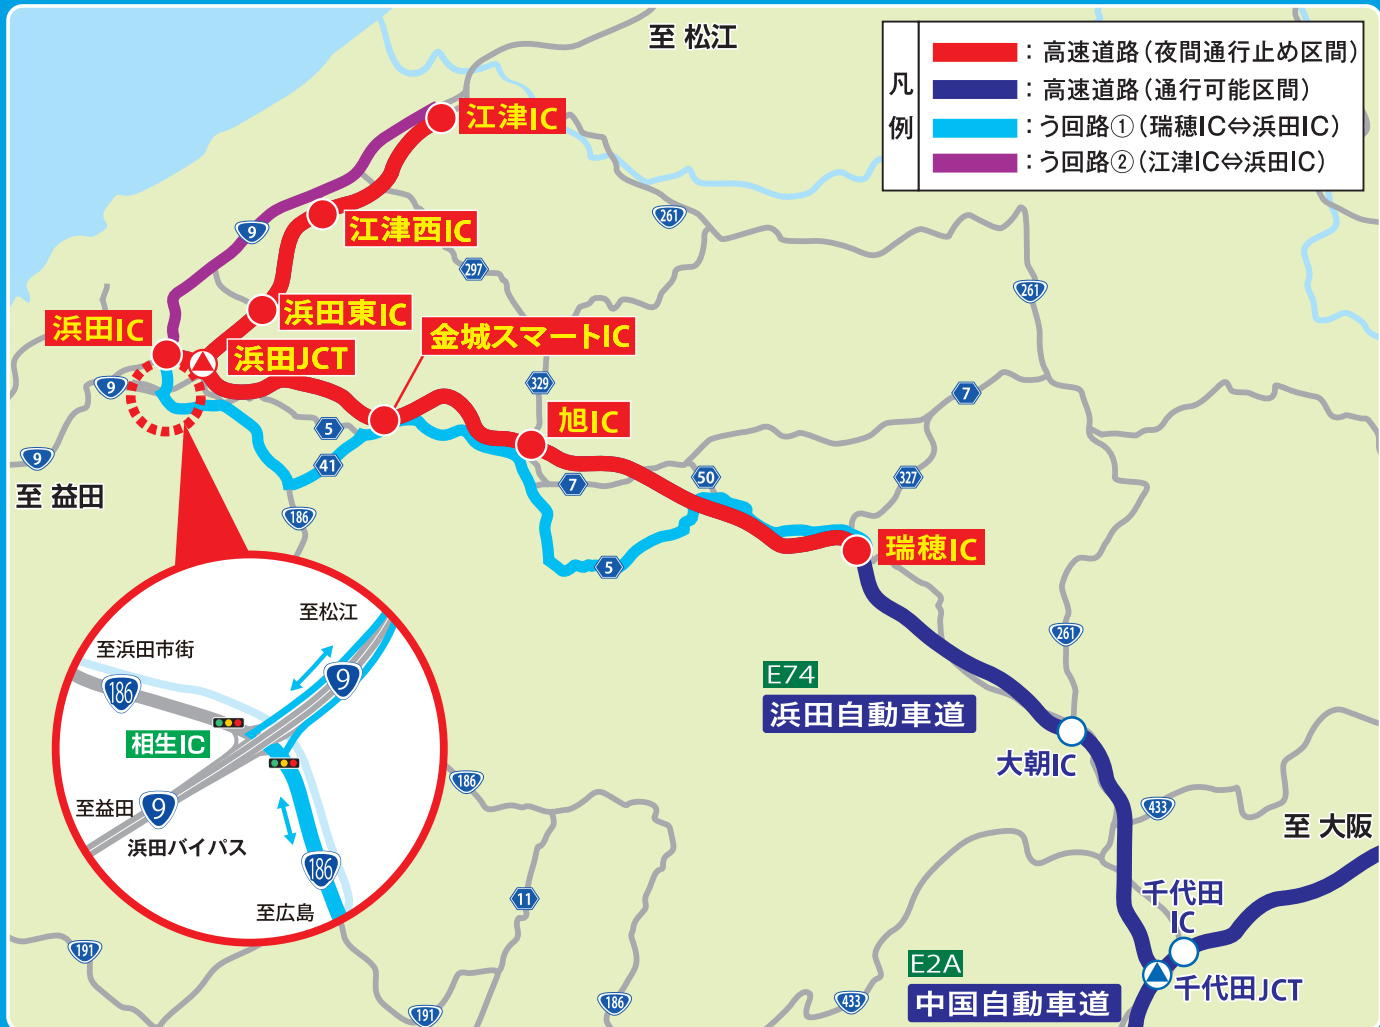 至 松江
凡例
：高速道路（夜間通行止め区間）
：高速道路（通行可能区間）
：う回路①（瑞穂IC⇔浜田IC）
：う回路②（江津IC⇔浜田IC）
江津IC
261
9
江津西IC
297
261
浜田東IC
浜田IC
金城スマートIC
浜田JCT
9
329
7
旭IC
5
9
41
7
50
327
至 益田
186
瑞穂IC
5
至松江
261
至浜田市街
9
186
E74
浜田自動車道
相生IC
大朝IC
186
至益田
9
433
至 大阪
浜田バイパス
186
千代田
IC
11
至広島
191
E2A
千代田JCT
中国自動車道
191
186
433